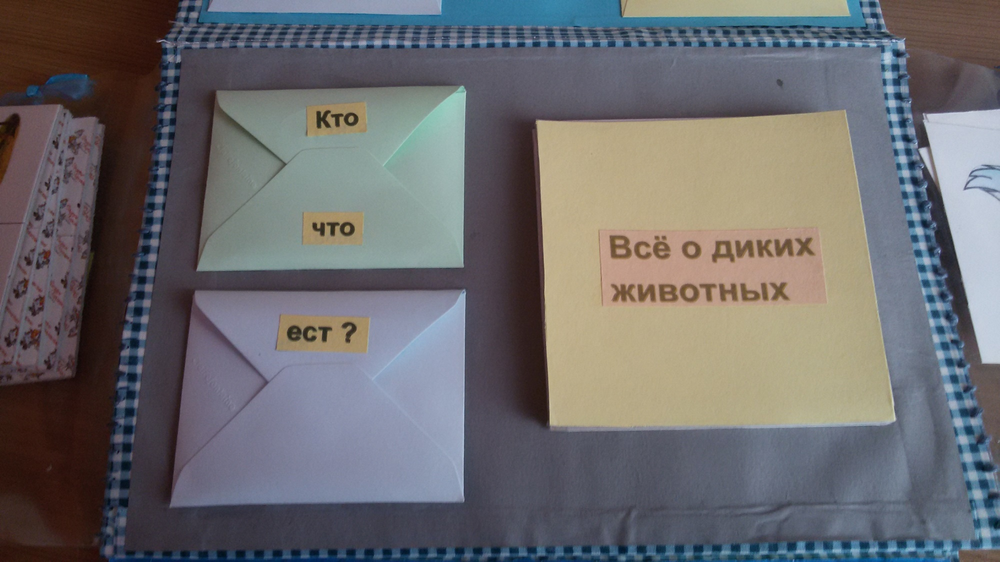 Кто
что
ест ?
Всё о диких
животных